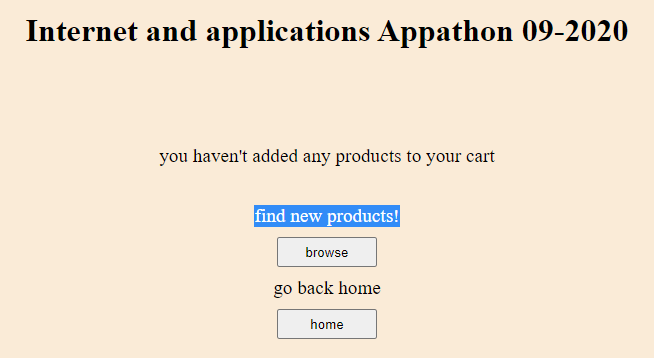 Internet and applications Appathon 09-2020
you haven't added any products to your cart
find new products!
browse
go back home
home